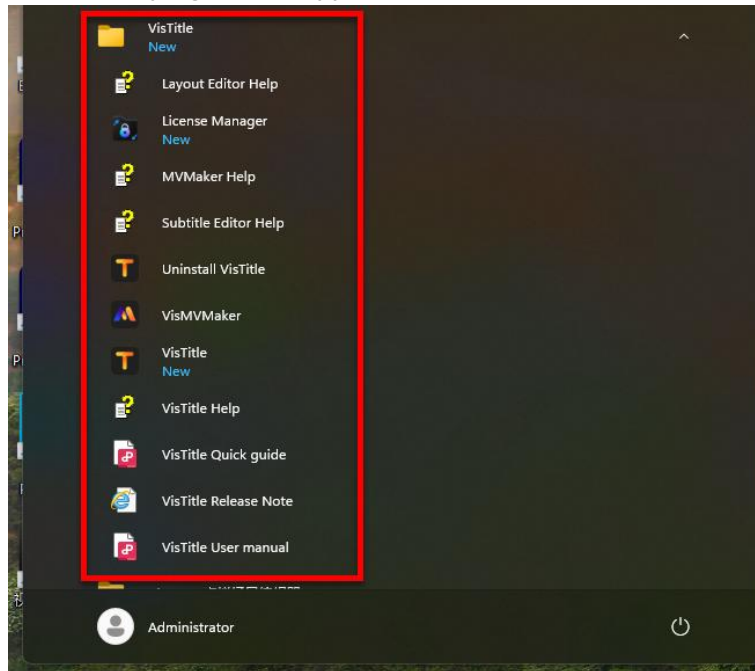 VisTitle
New
Layout Editor Help
License Manager
New
MVMaker Help
Subtitle Editor Help
Uninstall VisTitle
VisMVMaker
VisTitle
New
VisTitle Help
VisTitle Quick guide
VisTitle Release Note
VisTitle User manual
Administrator